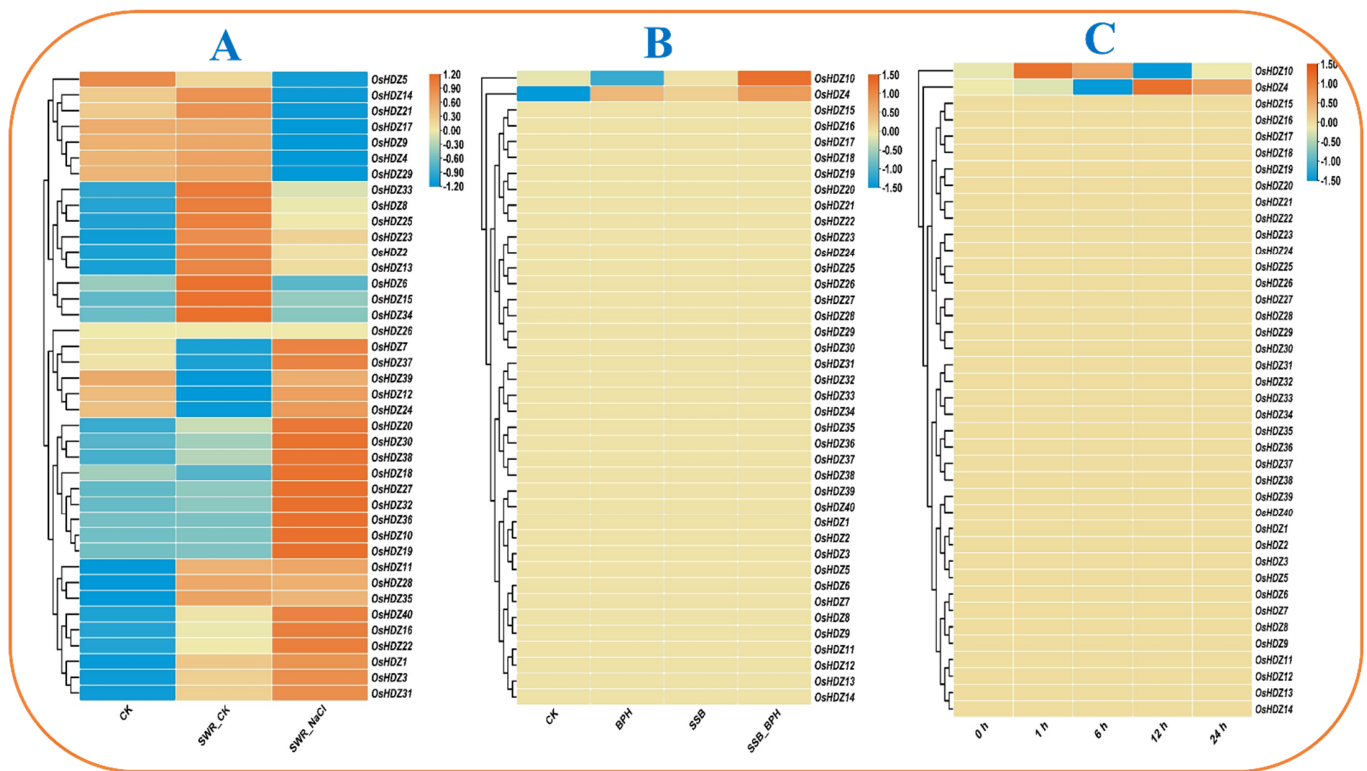 A
B
C
OsHDZ5
OsHDZ14
OsHDZ21
OsHDZ17
OsHDZ9
OsHDZ4
OsHDZ29
OsHDZ33
OsHDZ8
OsHDZ25
OsHDZ23
OsHDZ2
OsHDZ13
OsHDZ6
OsHDZ15
OsHDZ34
OsHDZ26
OsHDZ7
OsHDZ37
OsHDZ39
OsHDZ12
OsHDZ24
OsHDZ20
OsHDZ30
OsHDZ38
OsHDZ18
OsHDZ27
OsHDZ32
OsHDZ36
OsHDZ10
OsHDZ19
OsHDZ11
OsHDZ28
OsHDZ35
OsHDZ40
OsHDZ16
OsHDZ22
OsHDZ1
OsHDZ3
OsHDZ31
CK
SWR_CK
SWR_NaCl
1.20
0.90
0.60
0.30
0.00
-0.30
-0.60
-0.90
-1.20
OsHDZ10
OsHDZ4
OsHDZ15
OsHDZ16
OsHDZ17
OsHDZ18
OsHDZ19
OsHDZ20
OsHDZ21
OsHDZ22
OsHDZ23
OsHDZ24
OsHDZ25
OsHDZ26
OsHDZ27
OsHDZ28
OsHDZ29
OsHDZ30
OsHDZ31
OsHDZ32
OsHDZ33
OsHDZ34
OsHDZ35
OsHDZ36
OsHDZ37
OsHDZ38
OsHDZ39
OsHDZ40
OsHDZ1
OsHDZ2
OsHDZ3
OsHDZ5
OsHDZ6
OsHDZ7
OsHDZ8
OsHDZ9
OsHDZ11
OsHDZ12
OsHDZ13
OsHDZ14
CK
BPH
SSB
SSB_BPH
1.50
1.00
0.50
0.00
-0.50
-1.00
-1.50
OsHDZ10
OsHDZ4
OsHDZ15
OsHDZ16
OsHDZ17
OsHDZ18
OsHDZ19
OsHDZ20
OsHDZ21
OsHDZ22
OsHDZ23
OsHDZ24
OsHDZ25
OsHDZ26
OsHDZ27
OsHDZ28
OsHDZ29
OsHDZ30
OsHDZ31
OsHDZ32
OsHDZ33
OsHDZ34
OsHDZ35
OsHDZ36
OsHDZ37
OsHDZ38
OsHDZ39
OsHDZ40
OsHDZ1
OsHDZ2
OsHDZ3
OsHDZ5
OsHDZ6
OsHDZ7
OsHDZ8
OsHDZ9
OsHDZ11
OsHDZ12
OsHDZ13
OsHDZ14
0 h
1 h
6 h
12 h
24 h
1.50
1.00
0.50
0.00
-0.50
-1.00
-1.50